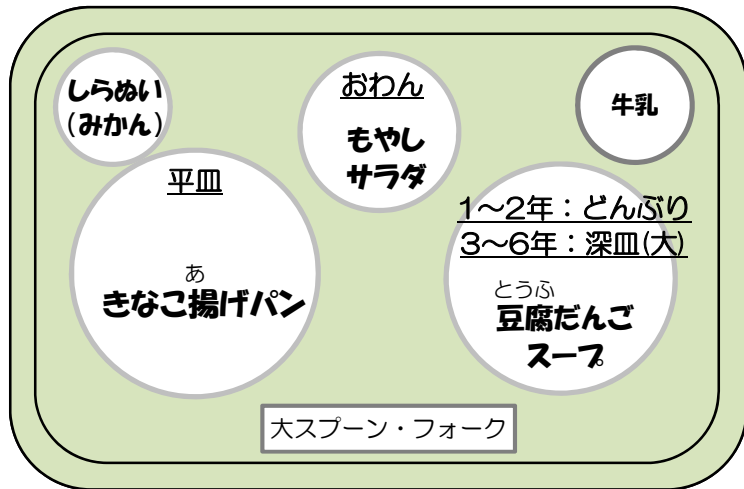 しらぬい
(みかん)
おわん
もやし
サラダ
牛乳
平皿
あ
きなこ揚げパン
1～2年：どんぶり
3～6年：深皿(大)
とうふ
豆腐だんご
スープ
大スプーン・フォーク